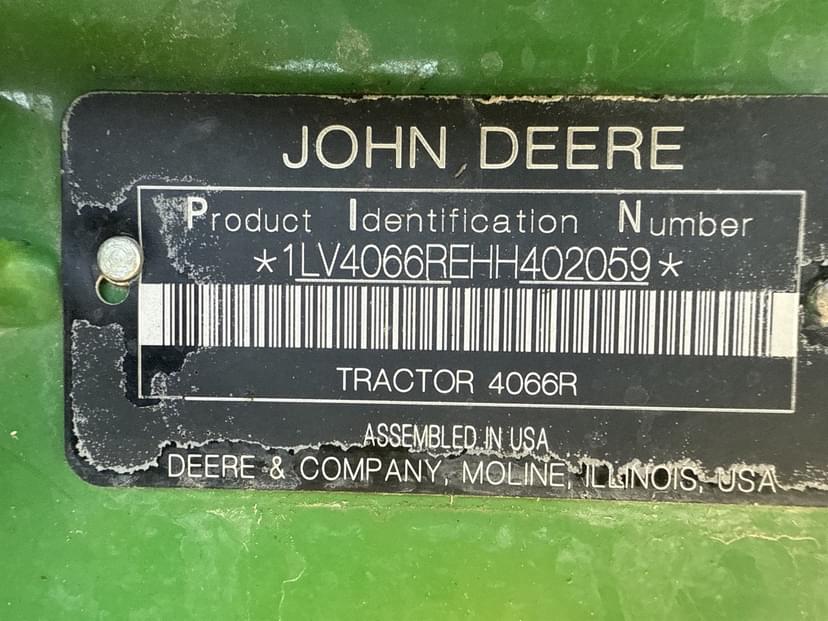 JOHN DEERE
Product Identification Number
*1LV4066REHH402059*
TRACTOR 4066R
ASSEMBLED IN USA
DEERE & COMPANY, MOLINE, ILLINOIS, USA